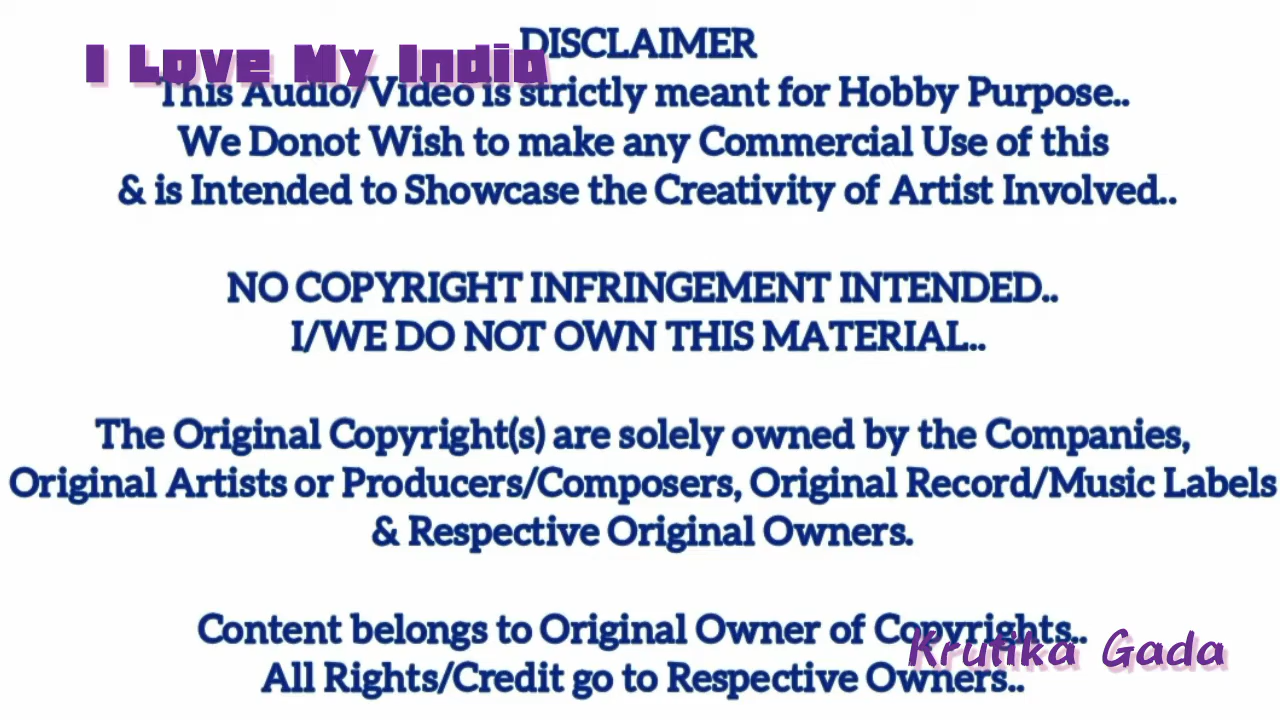 DISCLAIMER
I Love My India
This Audio/Video is strictly meant for Hobby Purpose..
We Donot Wish to make any Commercial Use of this
& is Intended to Showcase the Creativity of Artist Involved..
NO COPYRIGHT INFRINGEMENT INTENDED..
I/WE DO NOT OWN THIS MATERIAL..
The Original Copyright(s) are solely owned by the Companies,
Original Artists or Producers/Composers, Original Record/Music Labels
& Respective Original Owners.
Content belongs to Original Owner of Copyrights..
Krutika Gada
All Rights/Credit go to Respective Owners..